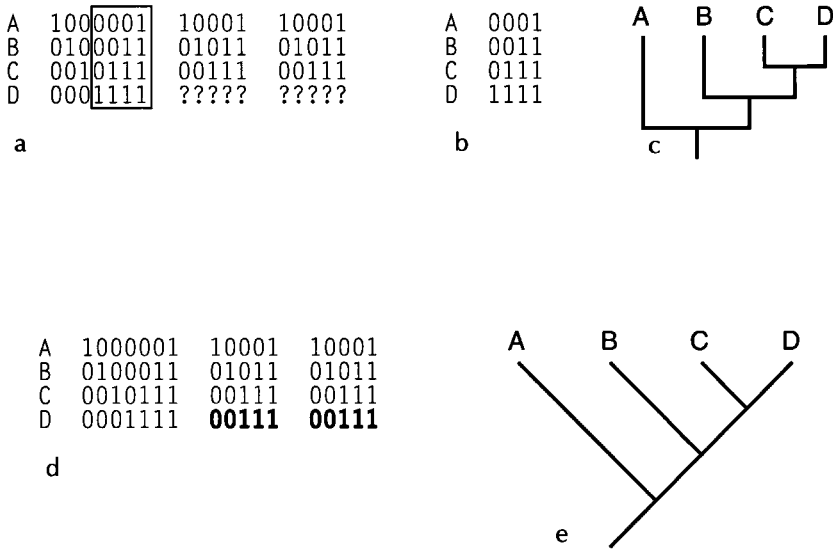 A 1000001 10001 10001
B 0100011 01011 01011
C 0010111 00111 00111
D 0001111 ????? ?????
a
A 0001
B 0011
C 0111
D 1111
b
A B C D
c
A 1000001 10001 10001
B 0100011 01011 01011
C 0010111 00111 00111
D 0001111 00111 00111
d
A B C D
e